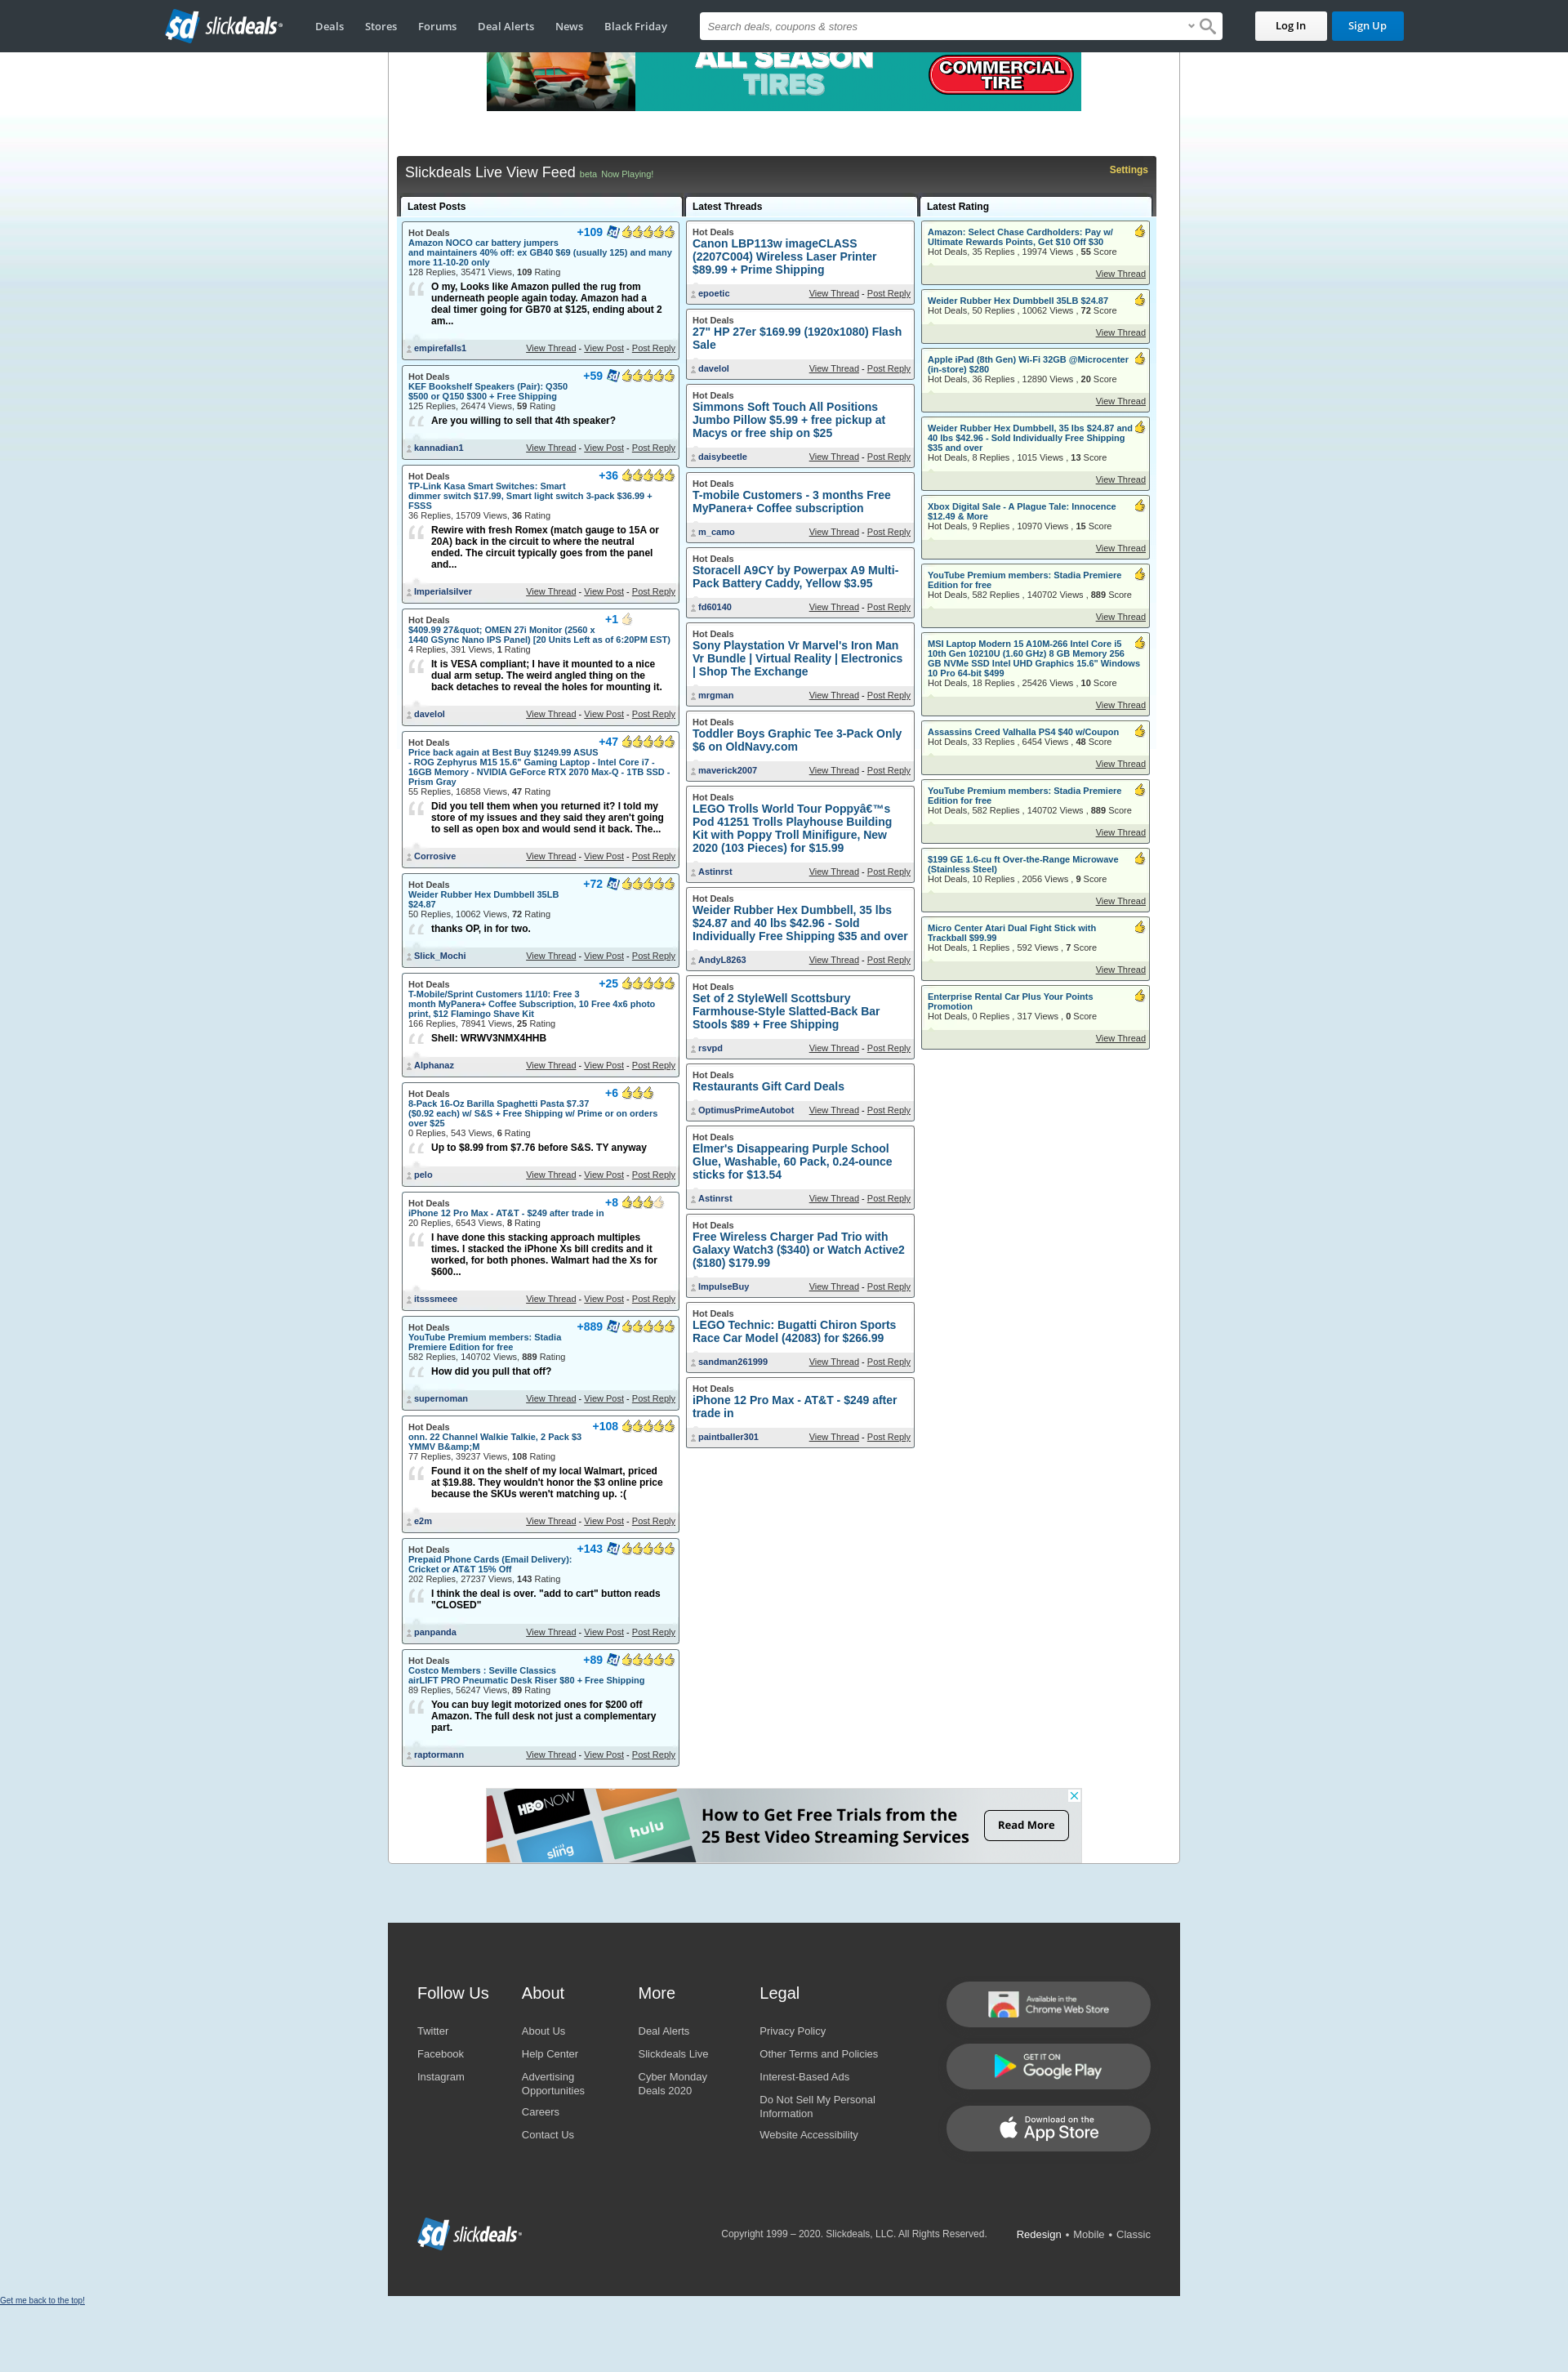 slickdeals
Deals
Stores
Forums
Deal Alerts
News
Black Friday
Search deals, coupons & stores
Log In
Sign Up
ALL SEASON
TIRES
COMMERCIAL
TIRE
Slickdeals Live View Feed beta Now Playing!
Settings
Latest Posts
Hot Deals
+109
Amazon NOCO car battery jumpers
and maintainers 40% off: ex GB40 $69 (usually 125) and many
more 11-10-20 only
128 Replies, 35471 Views, 109 Rating
O my, Looks like Amazon pulled the rug from
underneath people again today. Amazon had a
deal timer going for GB70 at $125, ending about 2
am...
empirefalls1
View Thread - View Post - Post Reply
Hot Deals
+59
KEF Bookshelf Speakers (Pair): Q350
$500 or Q150 $300 + Free Shipping
125 Replies, 26474 Views, 59 Rating
Are you willing to sell that 4th speaker?
kannadian1
View Thread - View Post - Post Reply
Hot Deals
+36
TP-Link Kasa Smart Switches: Smart
dimmer switch $17.99, Smart light switch 3-pack $36.99 +
FSSS
36 Replies, 15709 Views, 36 Rating
Rewire with fresh Romex (match gauge to 15A or
20A) back in the circuit to where the neutral
ended. The circuit typically goes from the panel
and...
Imperialsilver
View Thread - View Post - Post Reply
Hot Deals
+1
$409.99 27&quot; OMEN 27i Monitor (2560 x
1440 GSync Nano IPS Panel) [20 Units Left as of 6:20PM EST)
4 Replies, 391 Views, 1 Rating
It is VESA compliant; I have it mounted to a nice
dual arm setup. The weird angled thing on the
back detaches to reveal the holes for mounting it.
davelol
View Thread - View Post - Post Reply
Hot Deals
+47
Price back again at Best Buy $1249.99 ASUS
- ROG Zephyrus M15 15.6" Gaming Laptop - Intel Core i7 -
16GB Memory - NVIDIA GeForce RTX 2070 Max-Q - 1TB SSD -
Prism Gray
55 Replies, 16858 Views, 47 Rating
Did you tell them when you returned it? I told my
store of my issues and they said they aren't going
to sell as open box and would send it back. The...
Corrosive
View Thread - View Post - Post Reply
Hot Deals
+72
Weider Rubber Hex Dumbbell 35LB
$24.87
50 Replies, 10062 Views, 72 Rating
thanks OP, in for two.
Slick_Mochi
View Thread - View Post - Post Reply
Hot Deals
+25
T-Mobile/Sprint Customers 11/10: Free 3
month MyPanera+ Coffee Subscription, 10 Free 4x6 photo
print, $12 Flamingo Shave Kit
166 Replies, 78941 Views, 25 Rating
Shell: WRWV3NMX4HHB
Alphanaz
View Thread - View Post - Post Reply
Hot Deals
+6
8-Pack 16-Oz Barilla Spaghetti Pasta $7.37
($0.92 each) w/ S&S + Free Shipping w/ Prime or on orders
over $25
0 Replies, 543 Views, 6 Rating
Up to $8.99 from $7.76 before S&S. TY anyway
pelo
View Thread - View Post - Post Reply
Hot Deals
+8
iPhone 12 Pro Max - AT&T - $249 after trade in
20 Replies, 6543 Views, 8 Rating
I have done this stacking approach multiples
times. I stacked the iPhone Xs bill credits and it
worked, for both phones. Walmart had the Xs for
$600...
itsssmeee
View Thread - View Post - Post Reply
Hot Deals
+889
YouTube Premium members: Stadia
Premiere Edition for free
582 Replies, 140702 Views, 889 Rating
How did you pull that off?
supernoman
View Thread - View Post - Post Reply
Hot Deals
+108
onn. 22 Channel Walkie Talkie, 2 Pack $3
YMMV B&amp;M
77 Replies, 39237 Views, 108 Rating
Found it on the shelf of my local Walmart, priced
at $19.88. They wouldn't honor the $3 online price
because the SKUs weren't matching up. :(
e2m
View Thread - View Post - Post Reply
Hot Deals
+143
Prepaid Phone Cards (Email Delivery):
Cricket or AT&T 15% Off
202 Replies, 27237 Views, 143 Rating
I think the deal is over. "add to cart" button reads
"CLOSED"
panpanda
View Thread - View Post - Post Reply
Hot Deals
+89
Costco Members : Seville Classics
airLIFT PRO Pneumatic Desk Riser $80 + Free Shipping
89 Replies, 56247 Views, 89 Rating
You can buy legit motorized ones for $200 off
Amazon. The full desk not just a complementary
part.
raptormann
View Thread - View Post - Post Reply
Latest Threads
Hot Deals
Canon LBP113w imageCLASS
(2207C004) Wireless Laser Printer
$89.99 + Prime Shipping
epoetic
View Thread - Post Reply
Hot Deals
27" HP 27er $169.99 (1920x1080) Flash
Sale
davelol
View Thread - Post Reply
Hot Deals
Simmons Soft Touch All Positions
Jumbo Pillow $5.99 + free pickup at
Macys or free ship on $25
daisybeetle
View Thread - Post Reply
Hot Deals
T-mobile Customers - 3 months Free
MyPanera+ Coffee subscription
m_camo
View Thread - Post Reply
Hot Deals
Storacell A9CY by Powerpax A9 Multi-
Pack Battery Caddy, Yellow $3.95
fd60140
View Thread - Post Reply
Hot Deals
Sony Playstation Vr Marvel's Iron Man
Vr Bundle | Virtual Reality | Electronics
| Shop The Exchange
mrgman
View Thread - Post Reply
Hot Deals
Toddler Boys Graphic Tee 3-Pack Only
$6 on OldNavy.com
maverick2007
View Thread - Post Reply
Hot Deals
LEGO Trolls World Tour Poppyâ€™s
Pod 41251 Trolls Playhouse Building
Kit with Poppy Troll Minifigure, New
2020 (103 Pieces) for $15.99
Astinrst
View Thread - Post Reply
Hot Deals
Weider Rubber Hex Dumbbell, 35 lbs
$24.87 and 40 lbs $42.96 - Sold
Individually Free Shipping $35 and over
AndyL8263
View Thread - Post Reply
Hot Deals
Set of 2 StyleWell Scottsbury
Farmhouse-Style Slatted-Back Bar
Stools $89 + Free Shipping
rsvpd
View Thread - Post Reply
Hot Deals
Restaurants Gift Card Deals
OptimusPrimeAutobot
View Thread - Post Reply
Hot Deals
Elmer's Disappearing Purple School
Glue, Washable, 60 Pack, 0.24-ounce
sticks for $13.54
Astinrst
View Thread - Post Reply
Hot Deals
Free Wireless Charger Pad Trio with
Galaxy Watch3 ($340) or Watch Active2
($180) $179.99
ImpulseBuy
View Thread - Post Reply
Hot Deals
LEGO Technic: Bugatti Chiron Sports
Race Car Model (42083) for $266.99
sandman261999
View Thread - Post Reply
Hot Deals
iPhone 12 Pro Max - AT&T - $249 after
trade in
paintballer301
View Thread - Post Reply
Latest Rating
Amazon: Select Chase Cardholders: Pay w/
Ultimate Rewards Points, Get $10 Off $30
Hot Deals, 35 Replies , 19974 Views , 55 Score
View Thread
Weider Rubber Hex Dumbbell 35LB $24.87
Hot Deals, 50 Replies , 10062 Views , 72 Score
View Thread
Apple iPad (8th Gen) Wi-Fi 32GB @Microcenter
(in-store) $280
Hot Deals, 36 Replies , 12890 Views , 20 Score
View Thread
Weider Rubber Hex Dumbbell, 35 lbs $24.87 and
40 lbs $42.96 - Sold Individually Free Shipping
$35 and over
Hot Deals, 8 Replies , 1015 Views , 13 Score
View Thread
Xbox Digital Sale - A Plague Tale: Innocence
$12.49 & More
Hot Deals, 9 Replies , 10970 Views , 15 Score
View Thread
YouTube Premium members: Stadia Premiere
Edition for free
Hot Deals, 582 Replies , 140702 Views , 889 Score
View Thread
MSI Laptop Modern 15 A10M-266 Intel Core i5
10th Gen 10210U (1.60 GHz) 8 GB Memory 256
GB NVMe SSD Intel UHD Graphics 15.6" Windows
10 Pro 64-bit $499
Hot Deals, 18 Replies , 25426 Views , 10 Score
View Thread
Assassins Creed Valhalla PS4 $40 w/Coupon
Hot Deals, 33 Replies , 6454 Views , 48 Score
View Thread
YouTube Premium members: Stadia Premiere
Edition for free
Hot Deals, 582 Replies , 140702 Views , 889 Score
View Thread
$199 GE 1.6-cu ft Over-the-Range Microwave
(Stainless Steel)
Hot Deals, 10 Replies , 2056 Views , 9 Score
View Thread
Micro Center Atari Dual Fight Stick with
Trackball $99.99
Hot Deals, 1 Replies , 592 Views , 7 Score
View Thread
Enterprise Rental Car Plus Your Points
Promotion
Hot Deals, 0 Replies , 317 Views , 0 Score
View Thread
HBO NOW
hulu
sling
How to Get Free Trials from the
25 Best Video Streaming Services
Read More
Follow Us
Twitter
Facebook
Instagram
About
About Us
Help Center
Advertising
Opportunities
Careers
Contact Us
More
Deal Alerts
Slickdeals Live
Cyber Monday
Deals 2020
Legal
Privacy Policy
Other Terms and Policies
Interest-Based Ads
Do Not Sell My Personal
Information
Website Accessibility
Available in the
Chrome Web Store
GET IT ON
Google Play
Download on the
App Store
slickdeals
Copyright 1999 – 2020. Slickdeals, LLC. All Rights Reserved.
Redesign • Mobile • Classic
Get me back to the top!